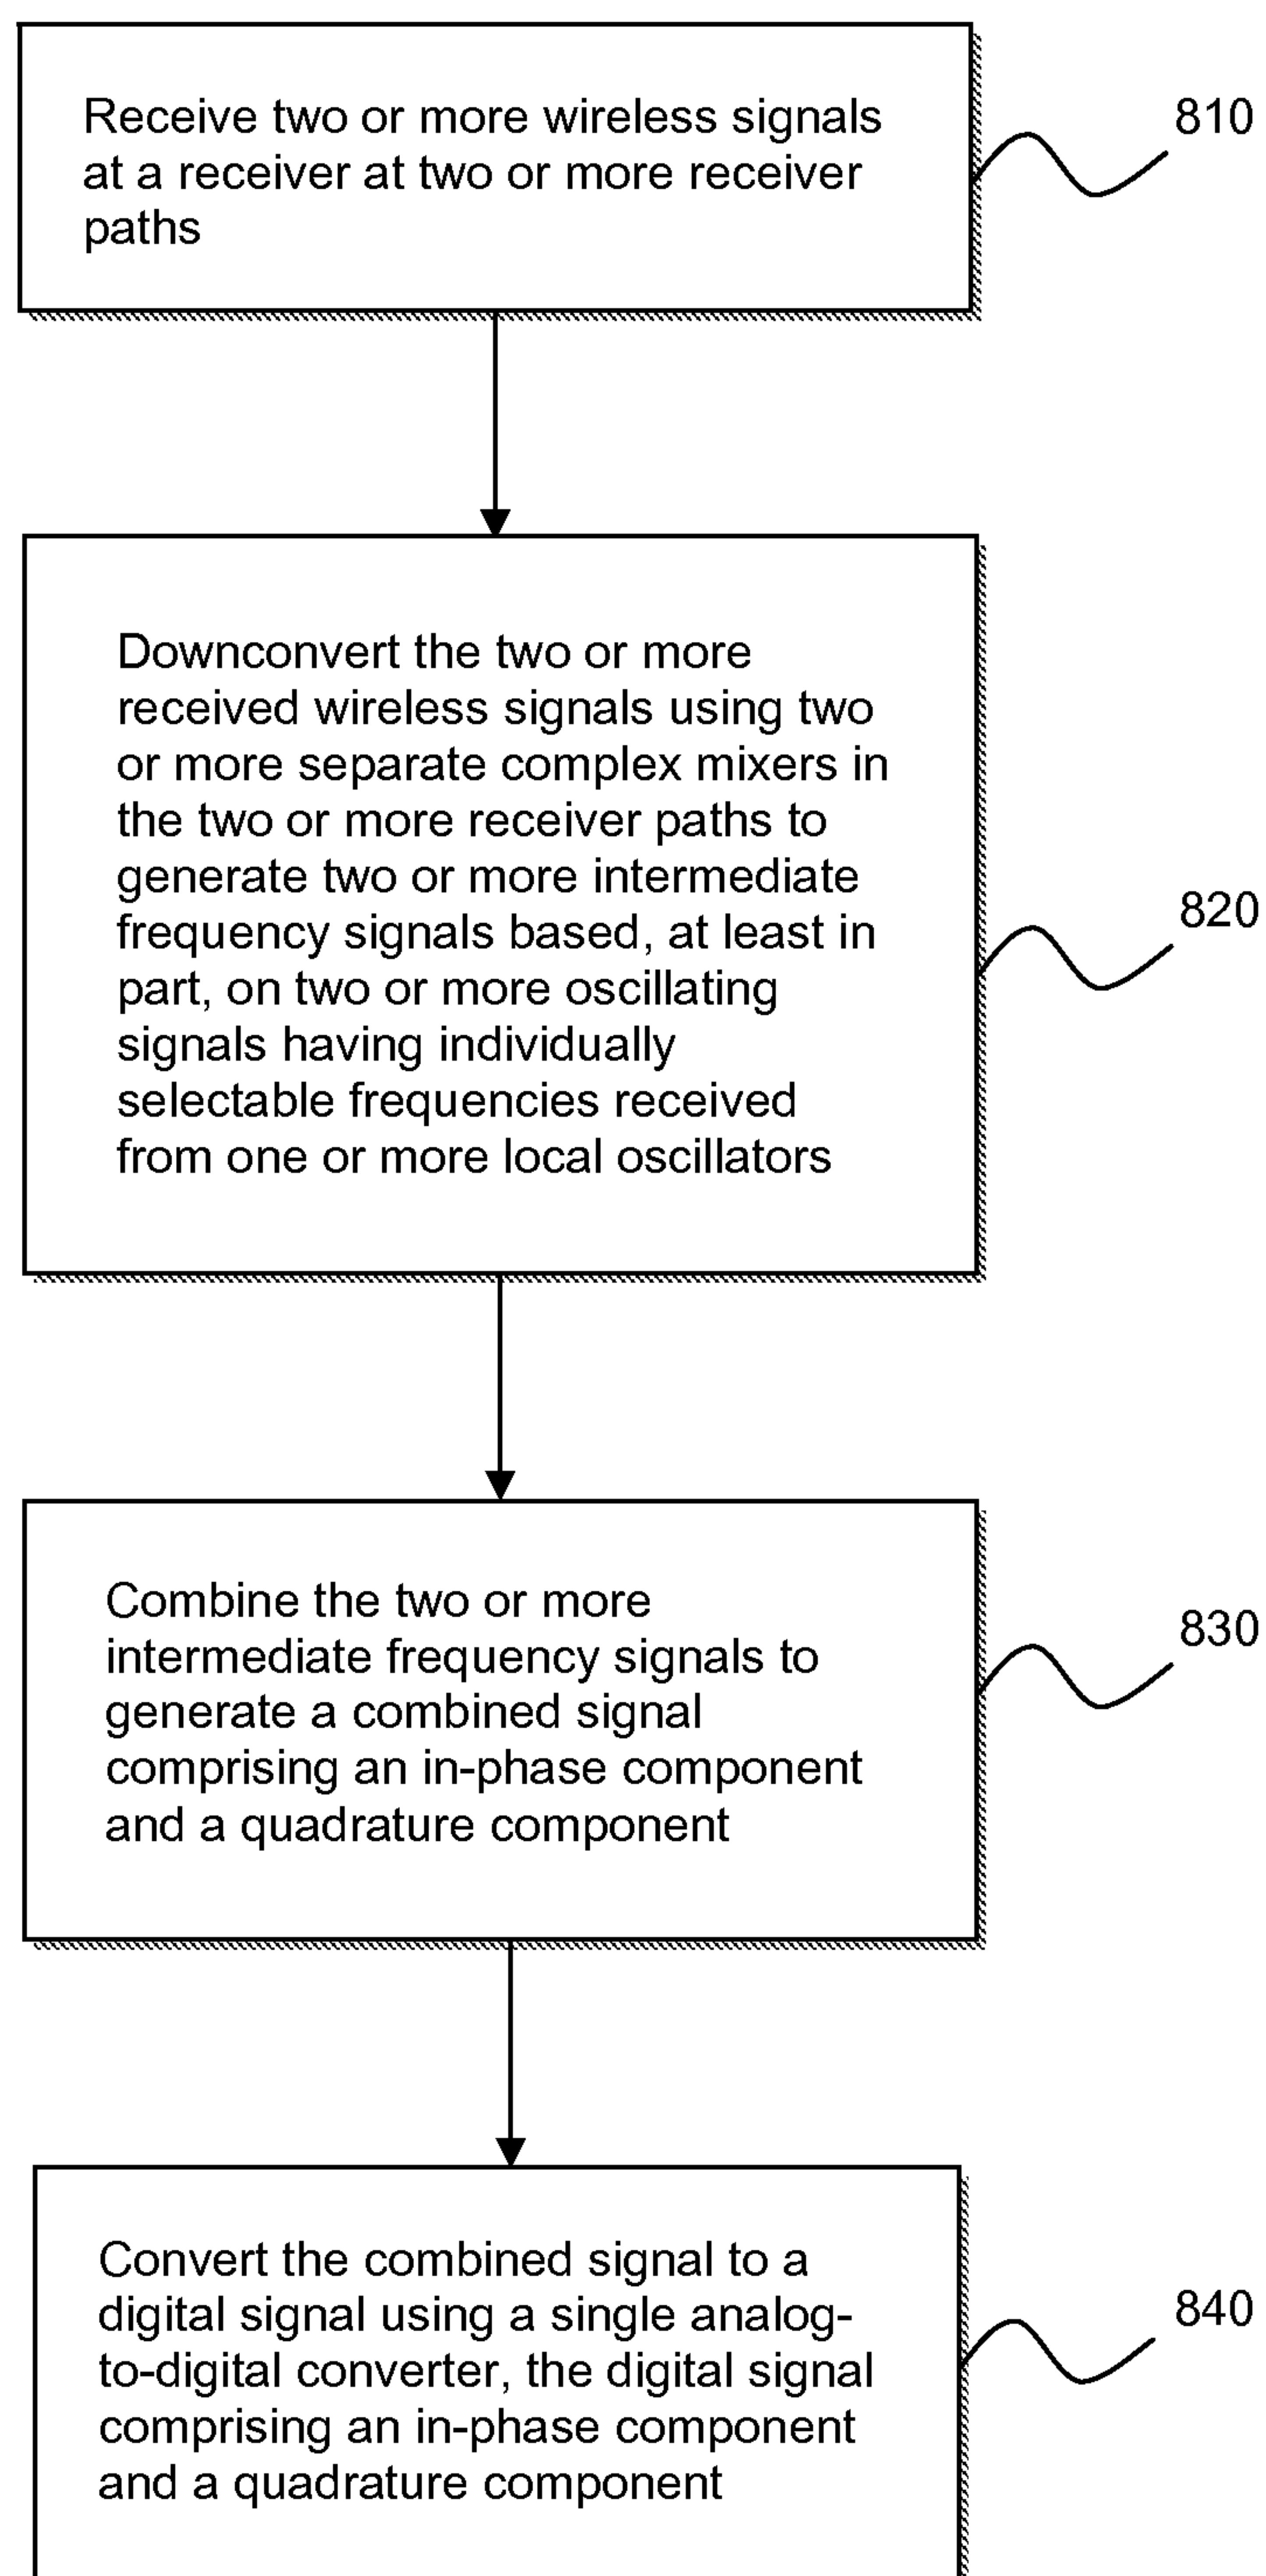 Receive two or more wireless signals
at a receiver at two or more receiver
paths
810
Downconvert the two or more
received wireless signals using two
or more separate complex mixers in
the two or more receiver paths to
generate two or more intermediate
frequency signals based, at least in
part, on two or more oscillating
signals having individually
selectable frequencies received
from one or more local oscillators
820
Combine the two or more
intermediate frequency signals to
generate a combined signal
comprising an in-phase component
and a quadrature component
830
Convert the combined signal to a
digital signal using a single analog-
to-digital converter, the digital signal
comprising an in-phase component
and a quadrature component
840